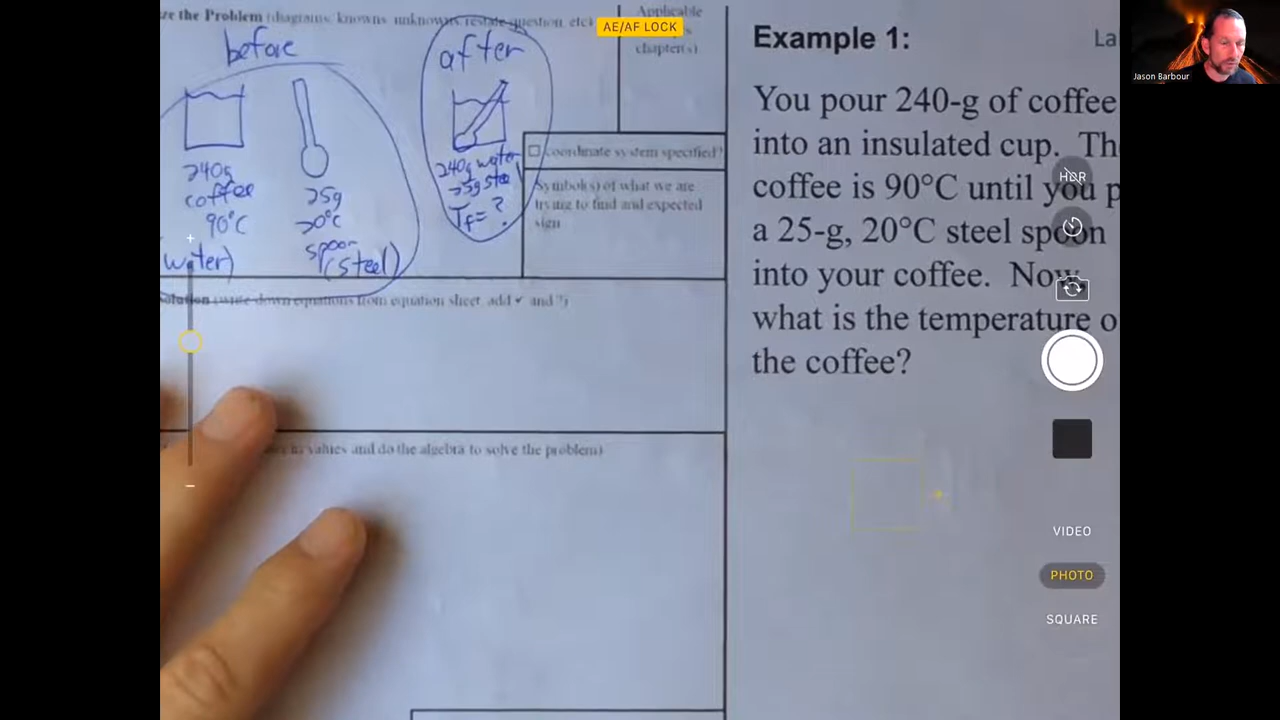 ze the Problem (diagrams, knowns, unknowns, restate question, etc)
before
after
240g
coffee
90°C
(water)
25g
20°C
spoon
(steel)
240g water
25g steel
Tf = ?
Applicable
chapter(s)
coordinate system specified?
Symbol(s) of what we are
trying to find and expected
sign
Solution (write down equations from equation sheet, add ✓ and ?)
values and do the algebra to solve the problem)
AE/AF LOCK
Example 1:
La
You pour 240-g of coffee
into an insulated cup. Th
coffee is 90°C until you p
a 25-g, 20°C steel spoon
into your coffee. Now,
what is the temperature o
the coffee?
HDR
VIDEO
PHOTO
SQUARE
Jason Barbour